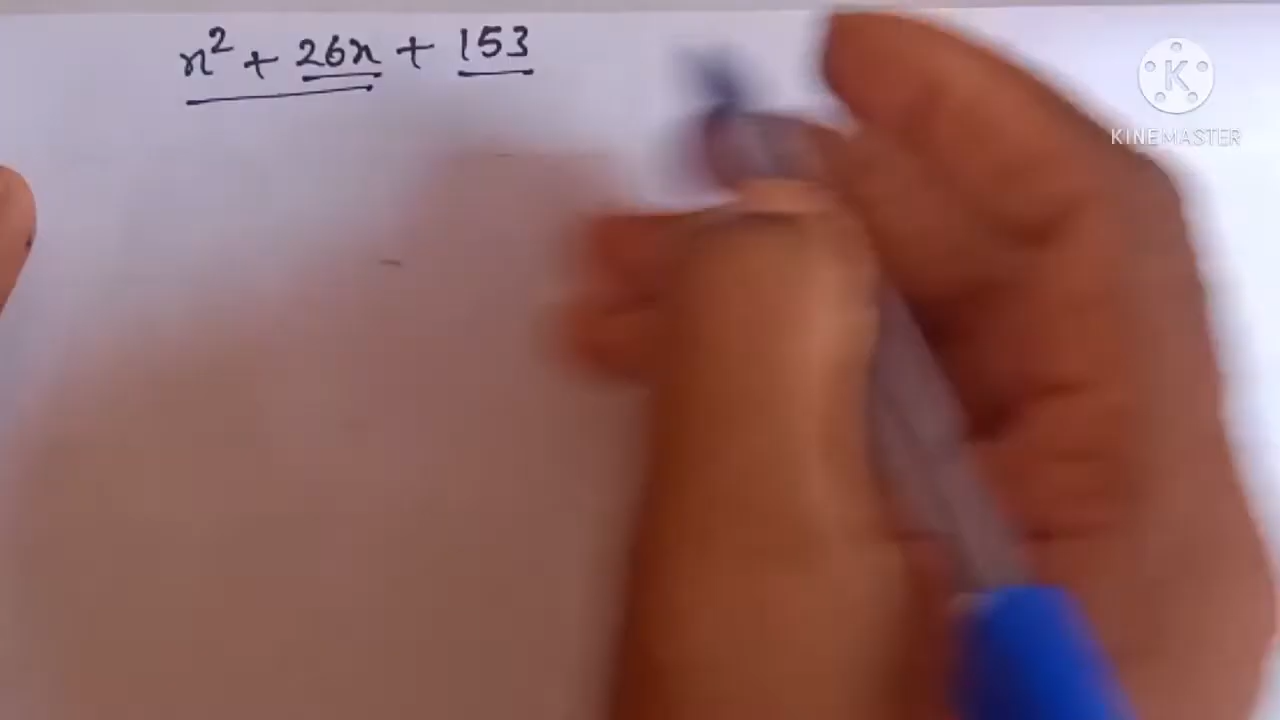 x² + 26x + 153
KINEMASTER